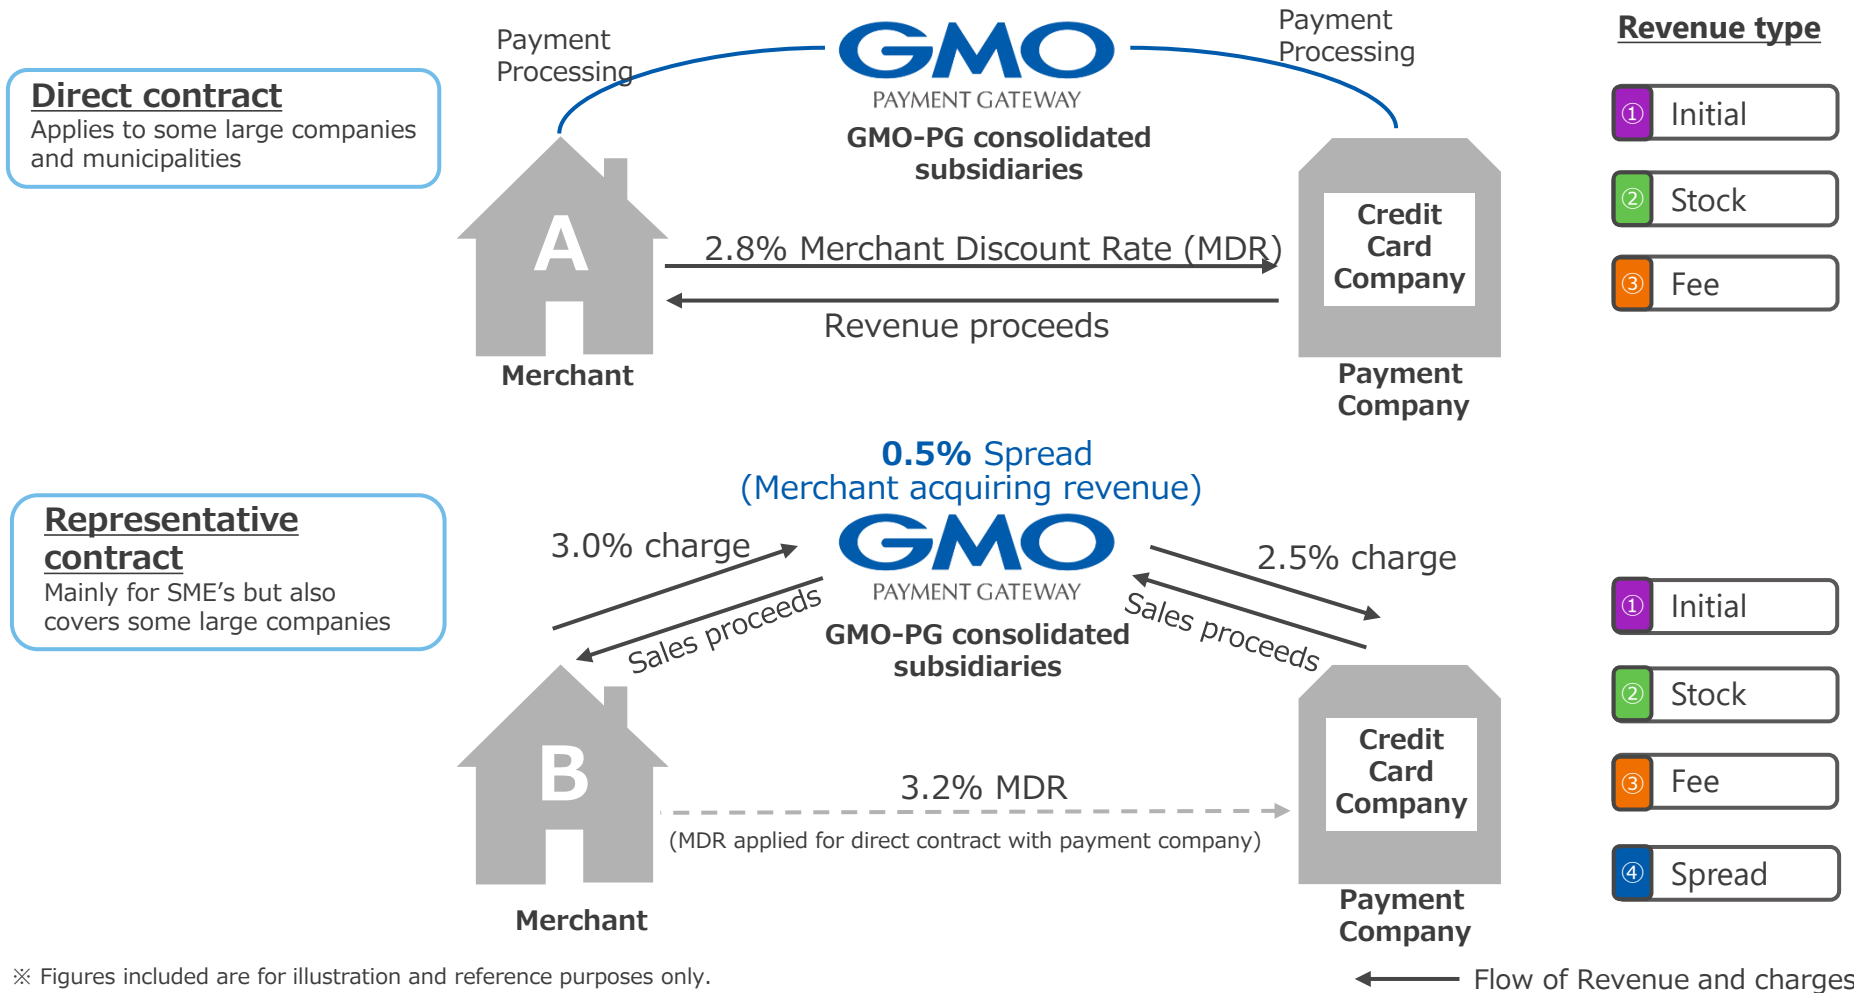 Payment
Processing
GMO
PAYMENT GATEWAY
GMO-PG consolidated
subsidiaries
Payment
Processing
Revenue type
Direct contract
Applies to some large companies
and municipalities
① Initial
② Stock
③ Fee
A
2.8% Merchant Discount Rate (MDR)
Revenue proceeds
Merchant
Credit
Card
Company
Payment
Company
0.5% Spread
(Merchant acquiring revenue)
Representative
contract
Mainly for SME's but also
covers some large companies
3.0% charge
Sales proceeds
GMO
PAYMENT GATEWAY
GMO-PG consolidated
subsidiaries
2.5% charge
Sales proceeds
① Initial
② Stock
③ Fee
④ Spread
B
3.2% MDR
(MDR applied for direct contract with payment company)
Merchant
Credit
Card
Company
Payment
Company
※ Figures included are for illustration and reference purposes only.
Flow of Revenue and charges